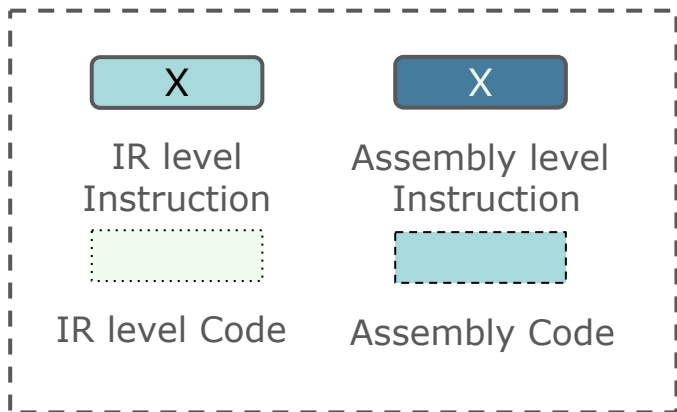 X
X
IR level
Instruction
Assembly level
Instruction
IR level Code
Assembly Code